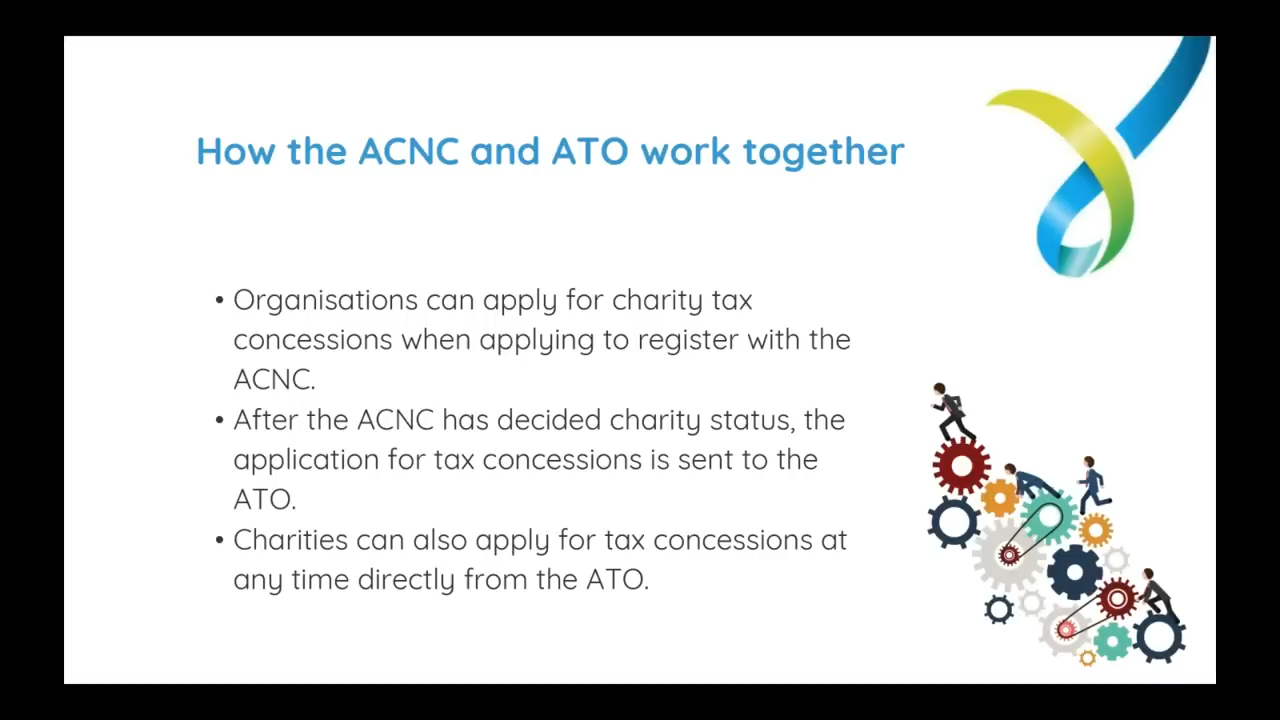 How the ACNC and ATO work together
• Organisations can apply for charity tax
concessions when applying to register with the
ACNC.
• After the ACNC has decided charity status, the
application for tax concessions is sent to the
ATO.
• Charities can also apply for tax concessions at
any time directly from the ATO.